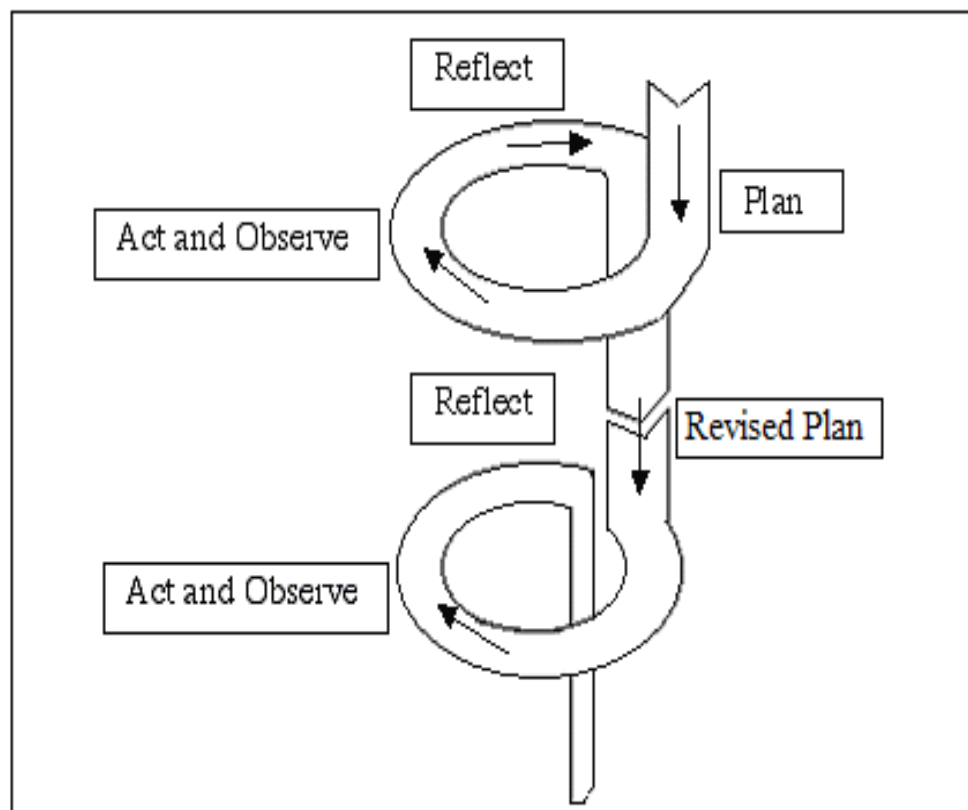 Reflect
Plan
Act and Observe
Reflect
Revised Plan
Act and Observe